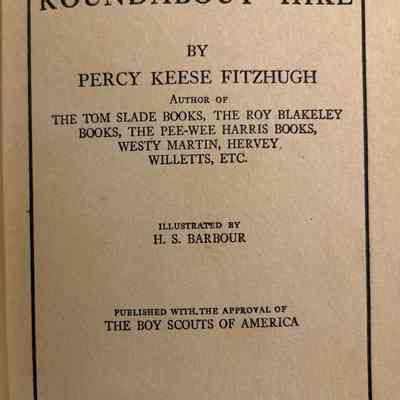 ROUNDABOUT HIKE
BY
PERCY KEESE FITZHUGH
AUTHOR OF
THE TOM SLADE BOOKS, THE ROY BLAKELEY
BOOKS, THE PEE-WEE HARRIS BOOKS,
WESTY MARTIN, HERVEY
WILLETTS, ETC.
ILLUSTRATED BY
H. S. BARBOUR
PUBLISHED WITH THE APPROVAL OF
THE BOY SCOUTS OF AMERICA